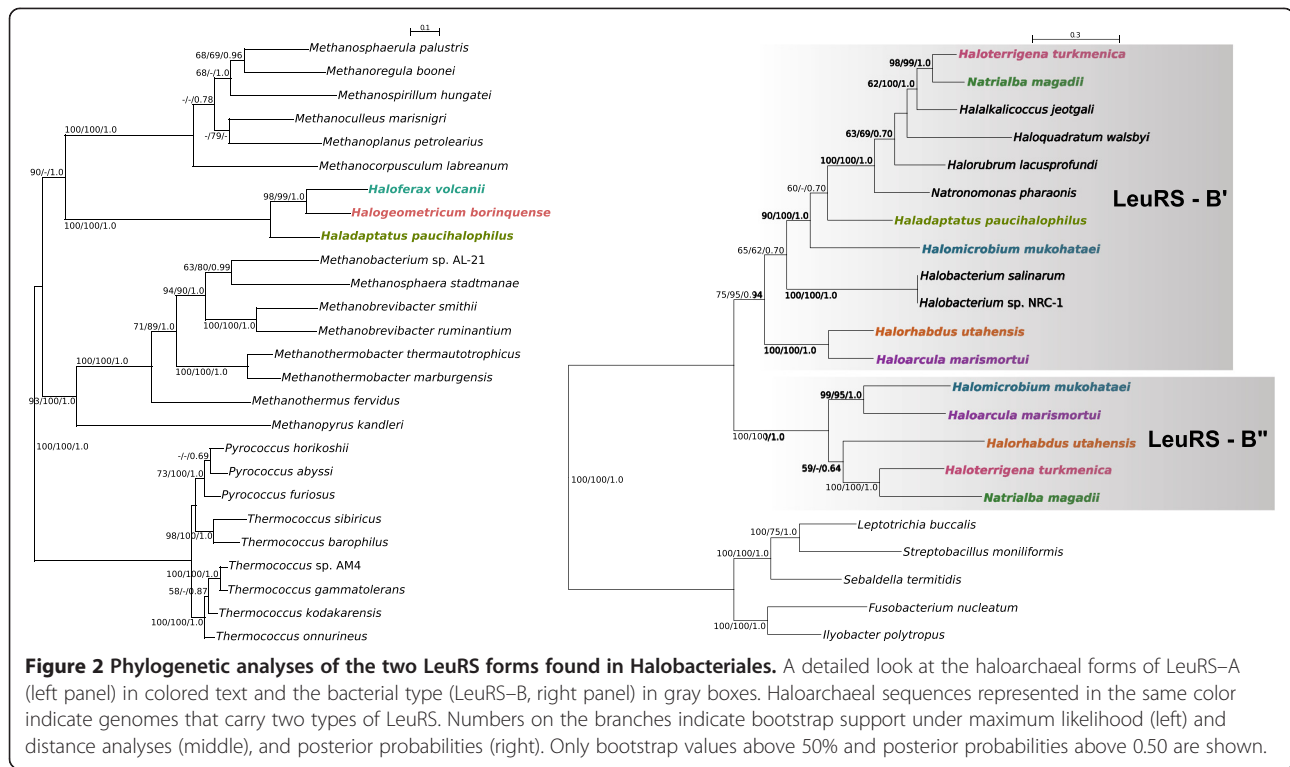 0.1
68/69/0.96
Methanosphaerula palustris
68/-/1.0
Methanoregula boonei
Methanospirillum hungatei
-/-/0.78
Methanoculleus marisnigri
-/79/-
Methanoplanus petrolearius
100/100/1.0
Methanocorpusculum labreanum
90/-/1.0
Haloferax volcanii
98/99/1.0
Halogeometricum borinquense
100/100/1.0
Haladaptatus paucihalophilus
63/80/0.99
Methanobacterium sp. AL-21
94/90/1.0
Methanosphaera stadtmanae
Methanobrevibacter smithii
71/89/1.0
100/100/1.0
Methanobrevibacter ruminantium
Methanothermobacter thermautotrophicus
100/100/1.0
100/100/1.0
Methanothermobacter marburgensis
Methanothermus fervidus
93/100/1.0
Methanopyrus kandleri
100/100/1.0
Pyrococcus horikoshii
-/-/0.69
73/100/1.0
Pyrococcus abyssi
Pyrococcus furiosus
Thermococcus sibiricus
98/100/1.0
Thermococcus barophilus
Thermococcus sp. AM4
100/100/1.0
58/-/0.87
Thermococcus gammatolerans
Thermococcus kodakarensis
100/100/1.0
Thermococcus onnurineus
0.3
98/99/1.0
Haloterrigena turkmenica
62/100/1.0
Natrialba magadii
Halalkalicoccus jeotgali
63/69/0.70
Haloquadratum walsbyi
100/100/1.0
Halorubrum lacusprofundi
60/-/0.70
Natronomonas pharaonis
LeuRS - B'
90/100/1.0
Haladaptatus paucihalophilus
65/62/0.70
Halomicrobium mukohataei
Halobacterium salinarum
75/95/0.94
100/100/1.0
Halobacterium sp. NRC-1
Halorhabdus utahensis
100/100/1.0
Haloarcula marismortui
99/95/1.0
Halomicrobium mukohataei
Haloarcula marismortui
100/100/1.0
Halorhabdus utahensis
LeuRS - B"
59/-/0.64
Haloterrigena turkmenica
100/100/1.0
Natrialba magadii
100/100/1.0
100/75/1.0
Leptotrichia buccalis
100/100/1.0
Streptobacillus moniliformis
Sebaldella termitidis
Fusobacterium nucleatum
100/100/1.0
Ilyobacter polytropus
Figure 2 Phylogenetic analyses of the two LeuRS forms found in Halobacteriales. A detailed look at the haloarchaeal forms of LeuRS–A
(left panel) in colored text and the bacterial type (LeuRS–B, right panel) in gray boxes. Haloarchaeal sequences represented in the same color
indicate genomes that carry two types of LeuRS. Numbers on the branches indicate bootstrap support under maximum likelihood (left) and
distance analyses (middle), and posterior probabilities (right). Only bootstrap values above 50% and posterior probabilities above 0.50 are shown.